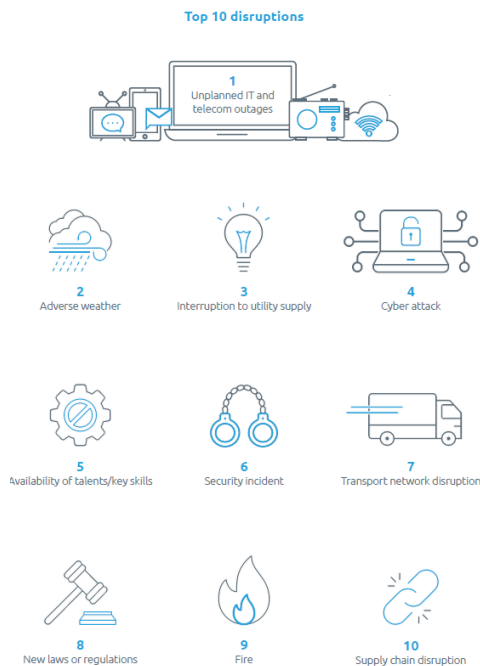 Top 10 disruptions
1
Unplanned IT and
telecom outages
2
Adverse weather
3
Interruption to utility supply
4
Cyber attack
5
Availability of talents/key skills
6
Security incident
7
Transport network disruption
8
New laws or regulations
9
Fire
10
Supply chain disruption